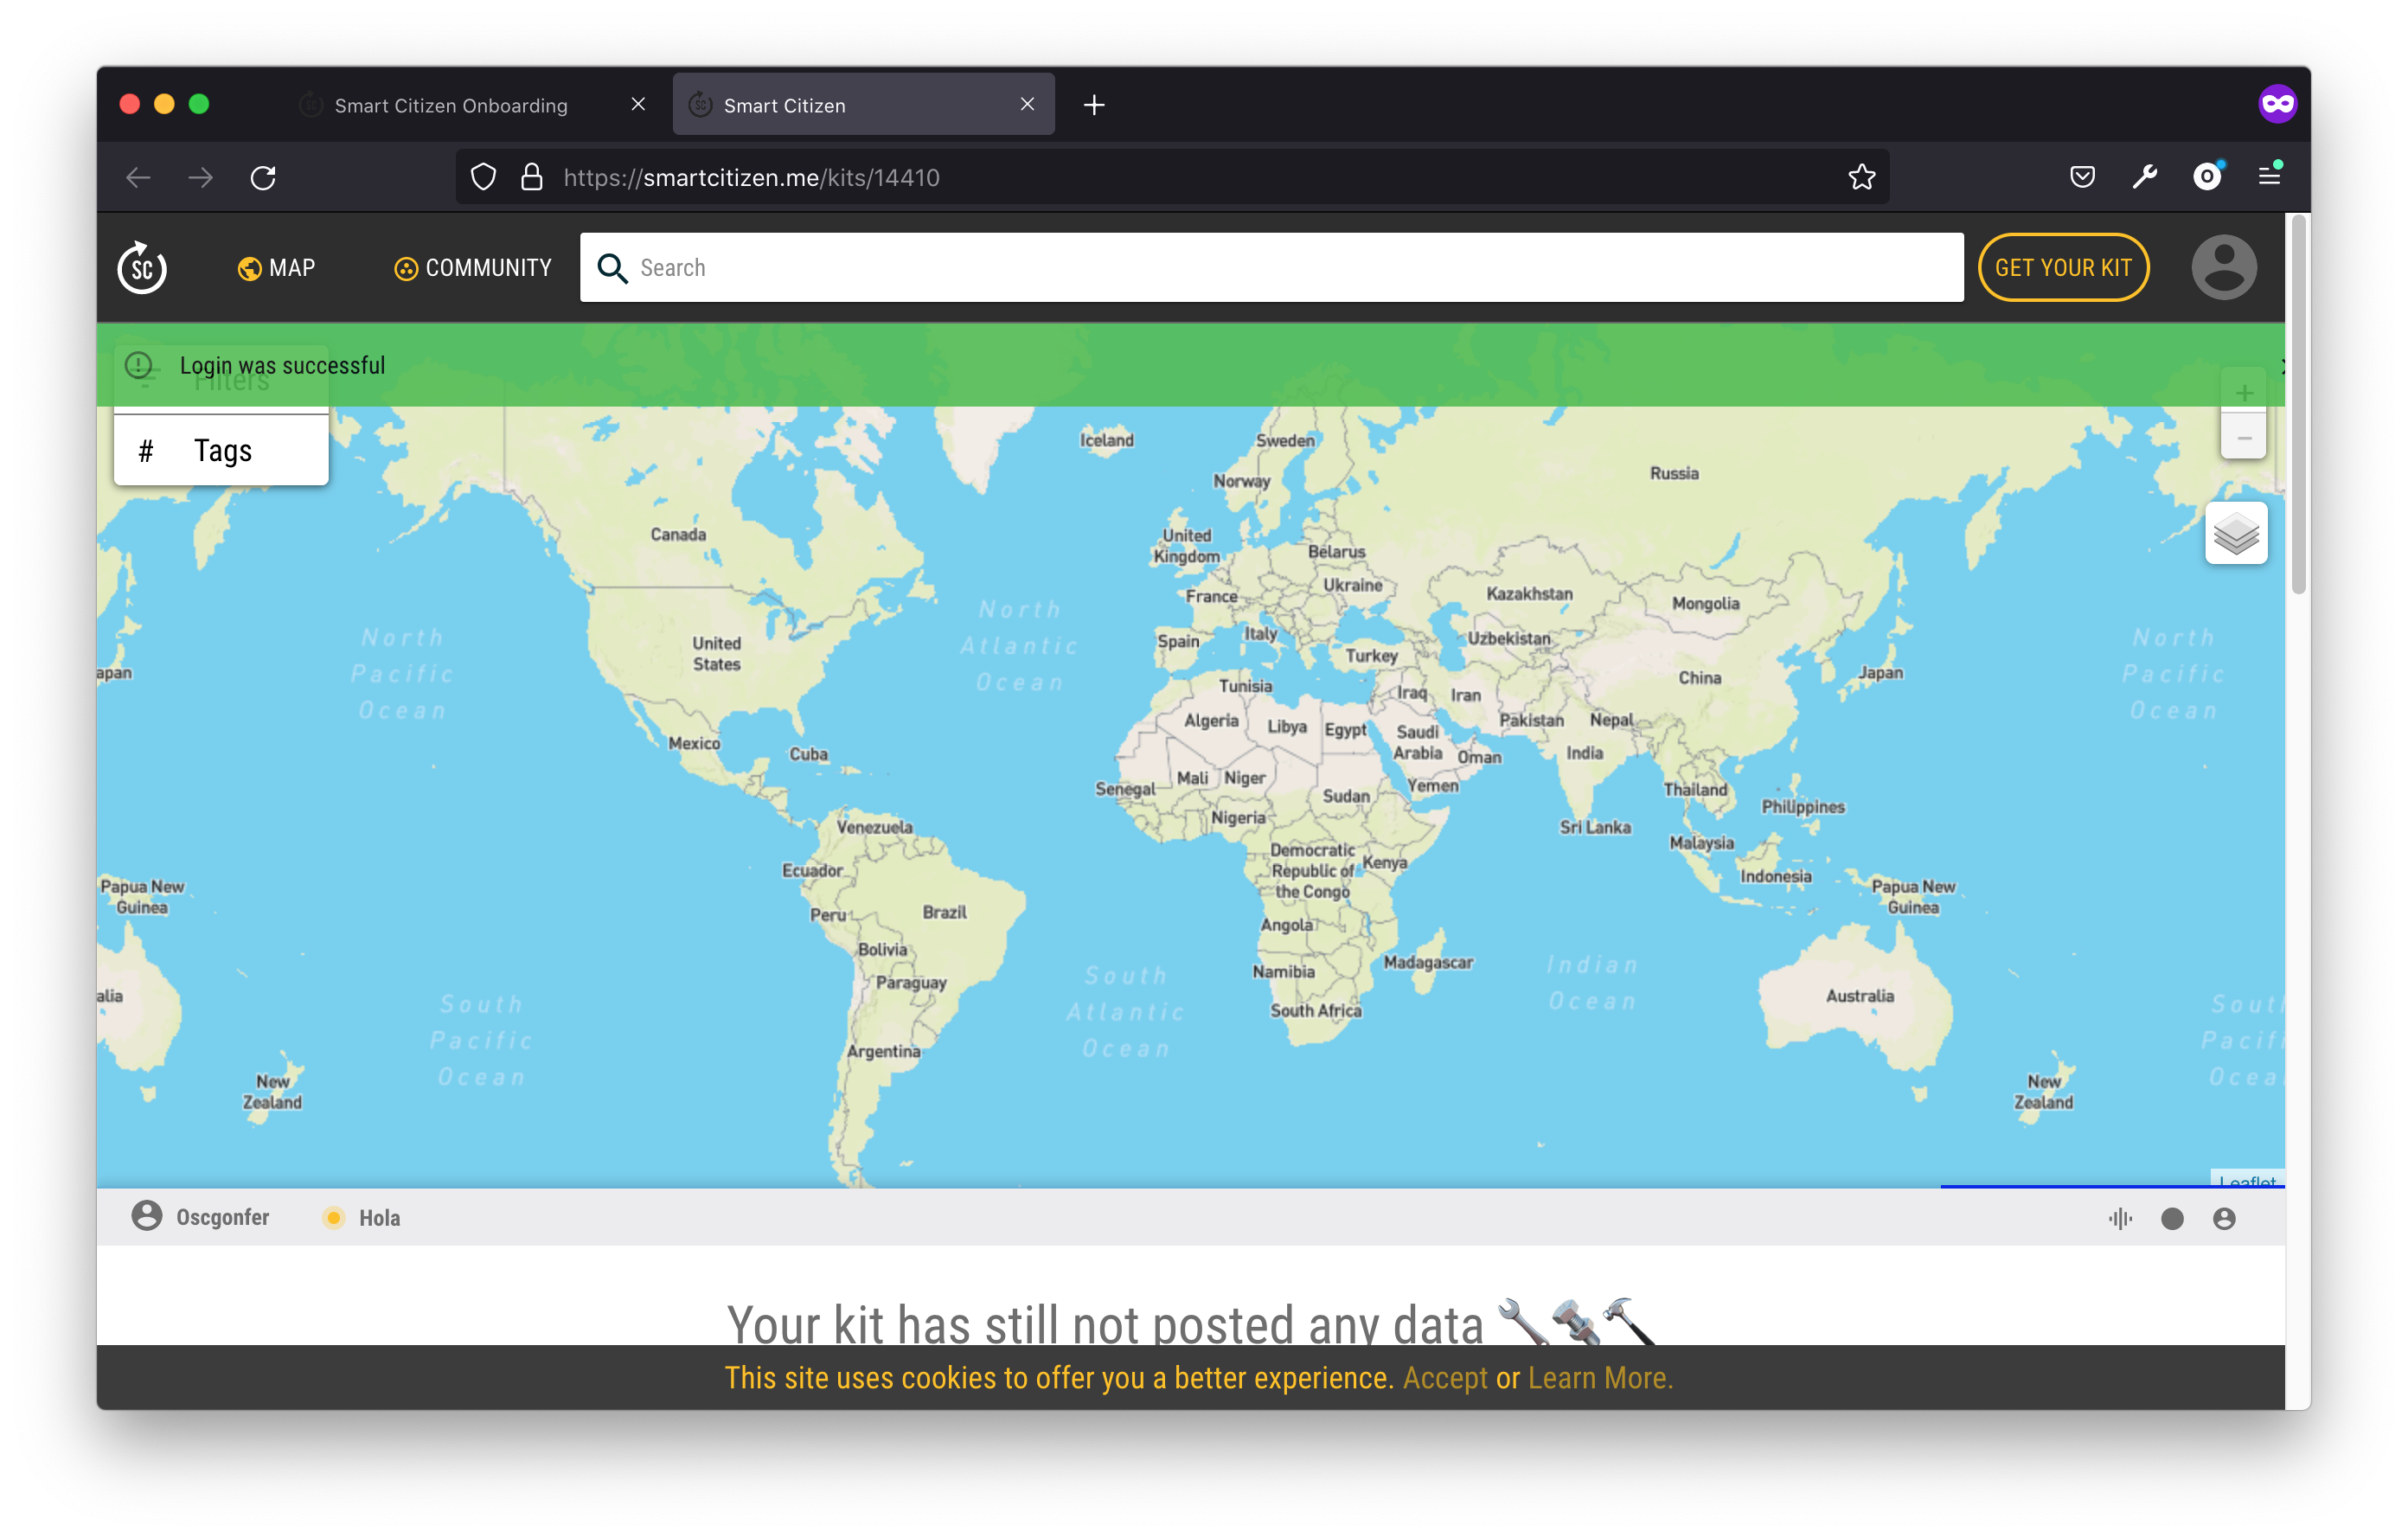 Smart Citizen Onboarding
Smart Citizen
https://smartcitizen.me/kits/14410
O
SC
MAP
COMMUNITY
Search
GET YOUR KIT
Login was successful
Filters
# Tags
+
−
Iceland
Sweden
Norway
Russia
Canada
United
Kingdom
Belarus
Ukraine
France
Kazakhstan
Mongolia
North
Atlantic
Ocean
North
Pacific
Ocean
United
States
Spain
Italy
Uzbekistan
Turkey
North
Pacific
Ocean
apan
China
Japan
Tunisia
Iraq
Iran
Algeria
Libya
Egypt
Saudi
Arabia
Pakistan
Nepal
Mexico
Cuba
Oman
India
Mali
Niger
Senegal
Yemen
Sudan
Thailand
Philippines
Nigeria
Venezuela
Sri Lanka
Malaysia
Democratic
Republic of
the Congo
Kenya
Ecuador
Indonesia
Papua New
Guinea
Papua New
Guinea
Peru
Brazil
Angola
Bolivia
Madagascar
Namibia
South
Atlantic
Ocean
Indian
Ocean
Paraguay
alia
Australia
South Africa
South
Pacific
Ocean
South
Pacifi
Ocea
Argentina
New
Zealand
New
Zealand
Leaflet
Oscgonfer
Hola
Your kit has still not posted any data
This site uses cookies to offer you a better experience. Accept or Learn More.